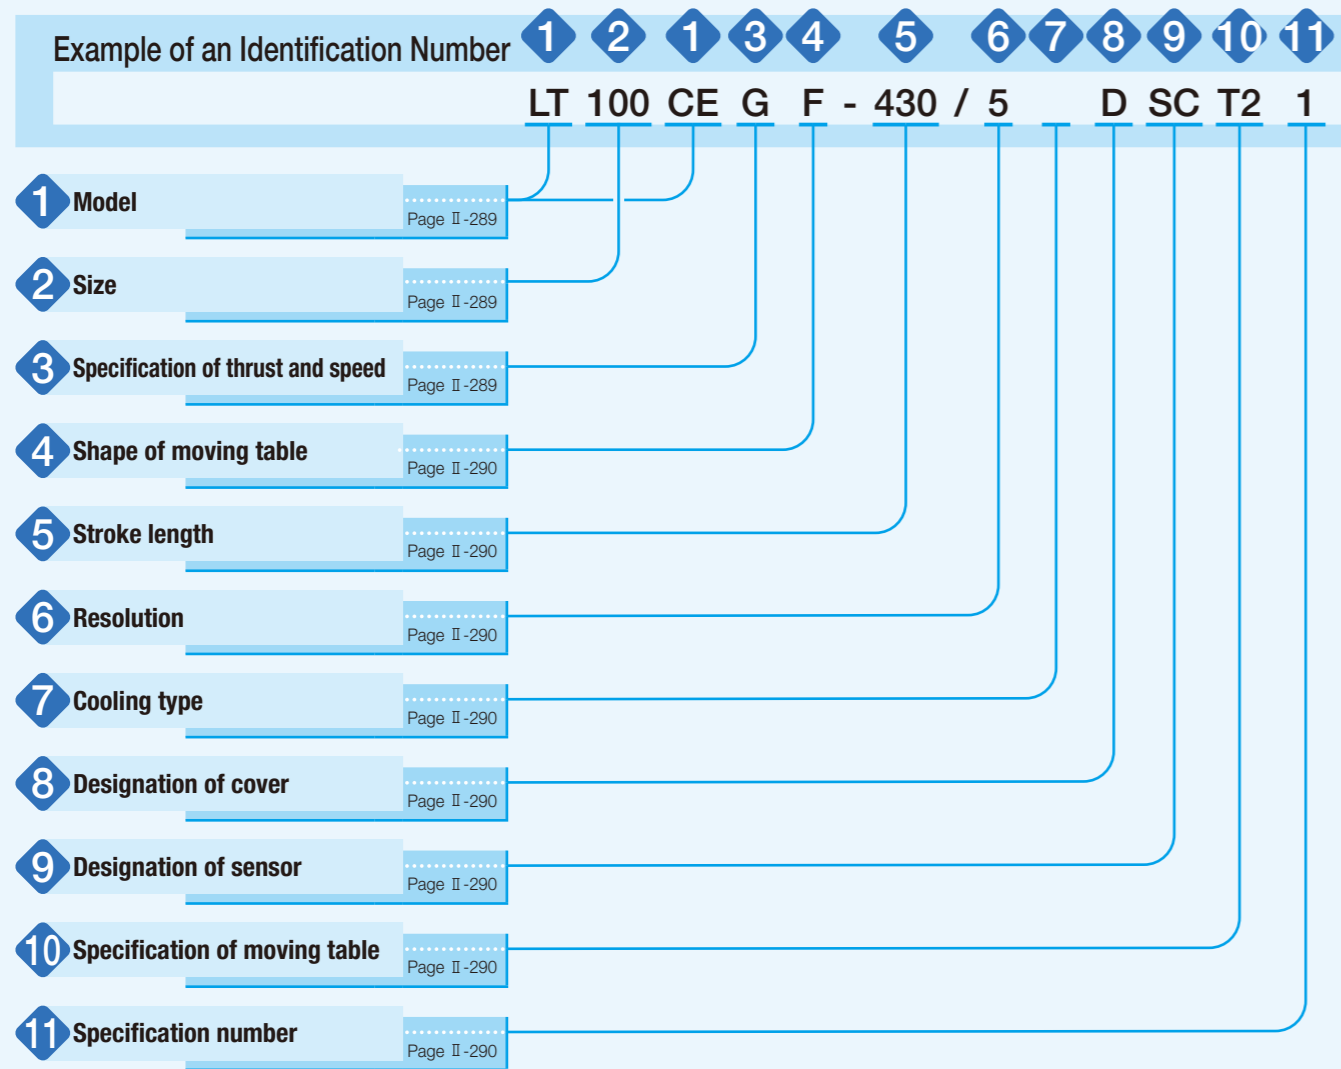 Example of an Identification Number 1 2 1 3 4 5 6 7 8 9 10 11
LT 100 CE G F - 430 / 5 D SC T2 1
1 Model Page Ⅱ-289
2 Size Page Ⅱ-289
3 Specification of thrust and speed Page Ⅱ-289
4 Shape of moving table Page Ⅱ-290
5 Stroke length Page Ⅱ-290
6 Resolution Page Ⅱ-290
7 Cooling type Page Ⅱ-290
8 Designation of cover Page Ⅱ-290
9 Designation of sensor Page Ⅱ-290
10 Specification of moving table Page Ⅱ-290
11 Specification number Page Ⅱ-290